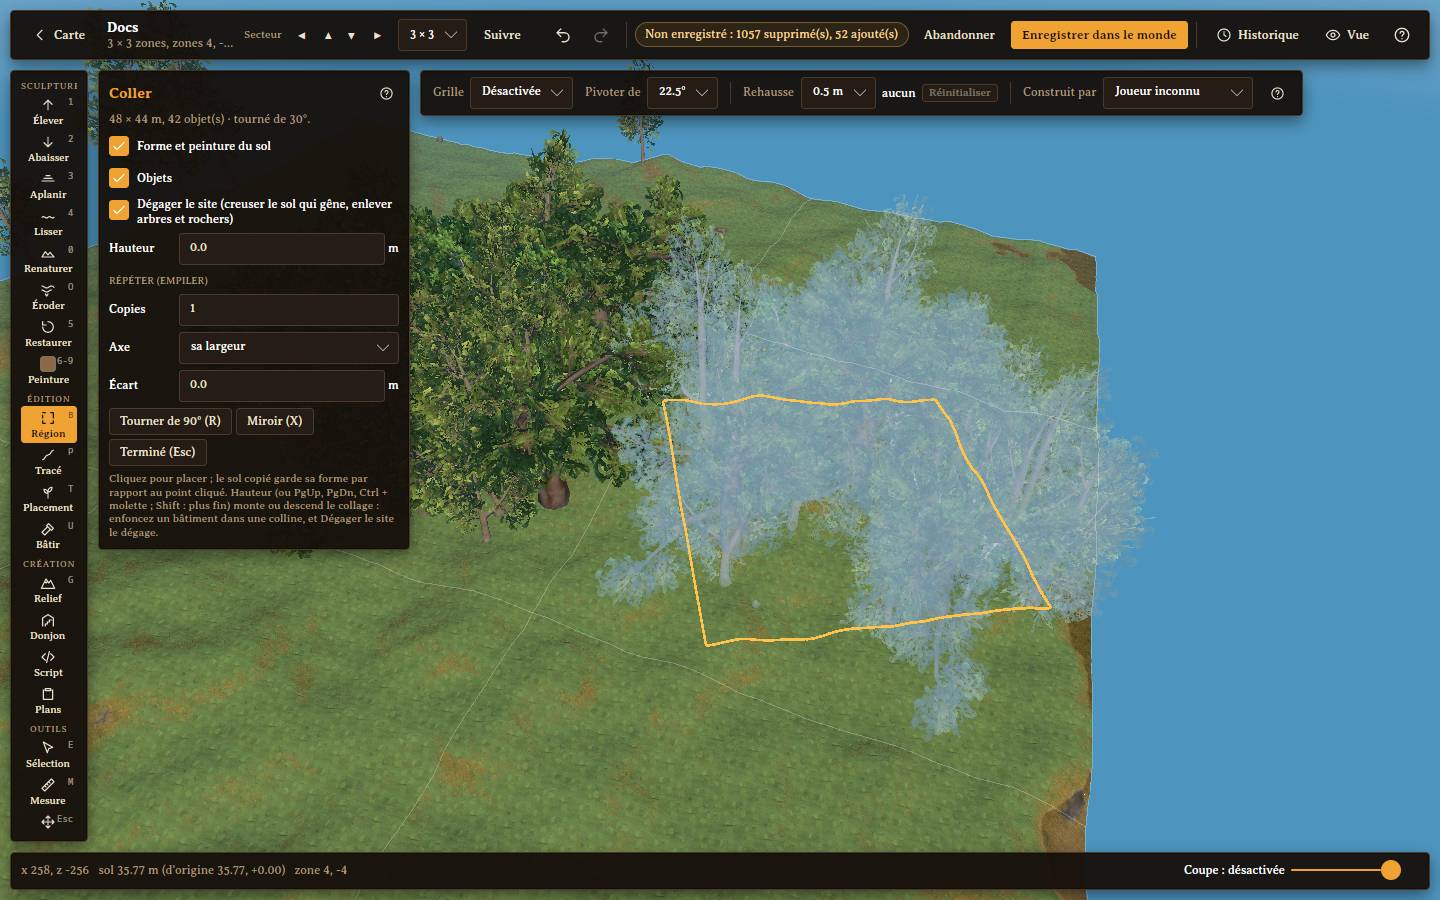 Carte
Docs
3 × 3 zones, zones 4, -...
Secteur
3 × 3
Suivre
Non enregistré : 1057 supprimé(s), 52 ajouté(s)
Abandonner
Enregistrer dans le monde
Historique
Vue
SCULPTURE
1
Élever
2
Abaisser
3
Aplanir
4
Lisser
0
Renaturer
O
Éroder
5
Restaurer
6-9
Peinture
ÉDITION
B
Région
P
Tracé
T
Placement
U
Bâtir
CRÉATION
G
Relief
Donjon
Script
Plans
OUTILS
E
Sélection
M
Mesure
Esc
Coller
48 × 44 m, 42 objet(s) · tourné de 30°.
Forme et peinture du sol
Objets
Dégager le site (creuser le sol qui gêne, enlever
arbres et rochers)
Hauteur 0.0 m
RÉPÉTER (EMPILER)
Copies 1
Axe sa largeur
Écart 0.0 m
Tourner de 90° (R) Miroir (X)
Terminé (Esc)
Cliquez pour placer ; le sol copié garde sa forme par
rapport au point cliqué. Hauteur (ou PgUp, PgDn, Ctrl +
molette ; Shift : plus fin) monte ou descend le collage :
enfoncez un bâtiment dans une colline, et Dégager le site
le dégage.
Grille Désactivée Pivoter de 22.5° Rehausse 0.5 m aucun Réinitialiser Construit par Joueur inconnu
x 258, z -256 sol 35.77 m (d'origine 35.77, +0.00) zone 4, -4
Coupe : désactivée